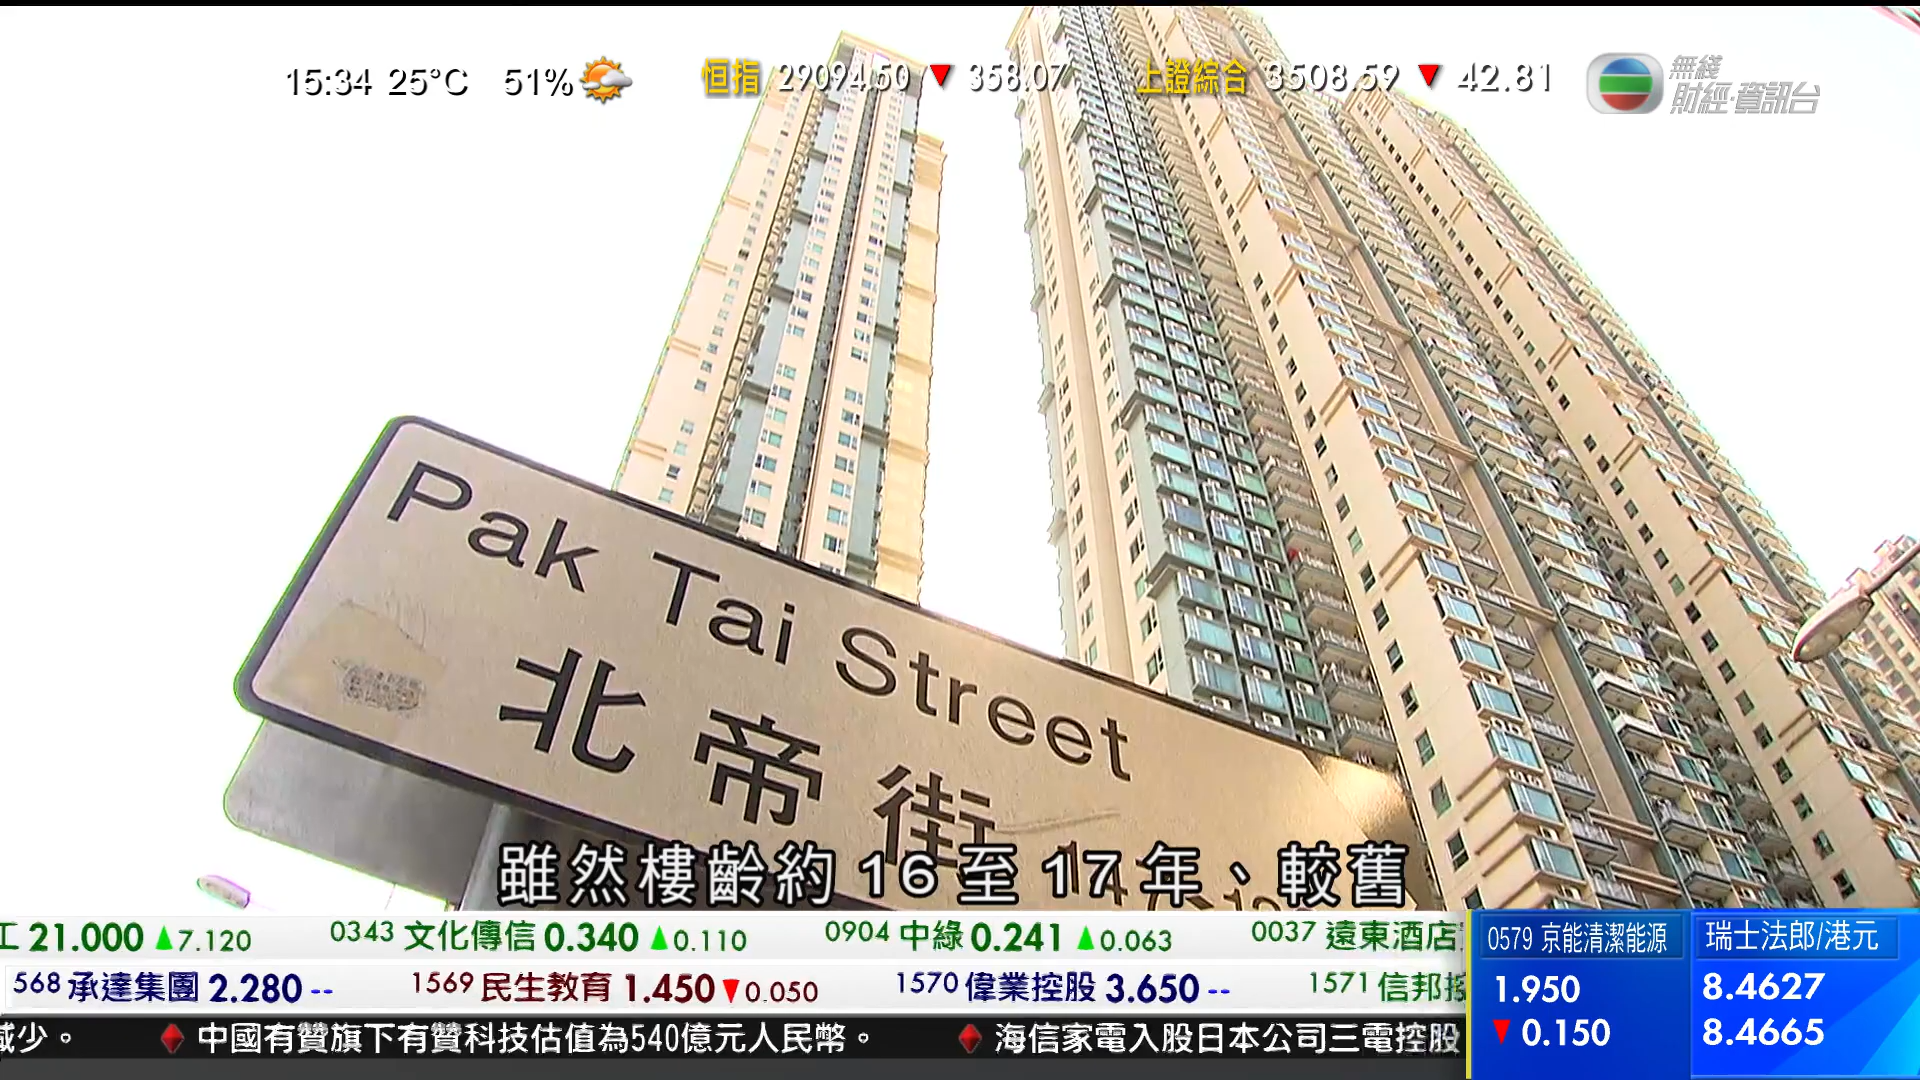 15:34 25°C 51%
恒指 29094.50 ▼ 358.07
上證綜合 3508.59 ▼ 42.81
無綫
財經·資訊台
Pak Tai Street
北帝街
雖然樓齡約16至17年、較舊
工 21.000 ▲7.120 0343 文化傳信 0.340 ▲0.110 0904 中綠 0.241 ▲0.063 0037 遠東酒店
568 承達集團 2.280 -- 1569 民生教育 1.450 ▼0.050 1570 偉業控股 3.650 -- 1571 信邦控
減少。 ♦ 中國有贊旗下有贊科技估值為540億元人民幣。 ♦ 海信家電入股日本公司三電控股
0579 京能清潔能源
1.950
▼ 0.150
瑞士法郎/港元
8.4627
8.4665